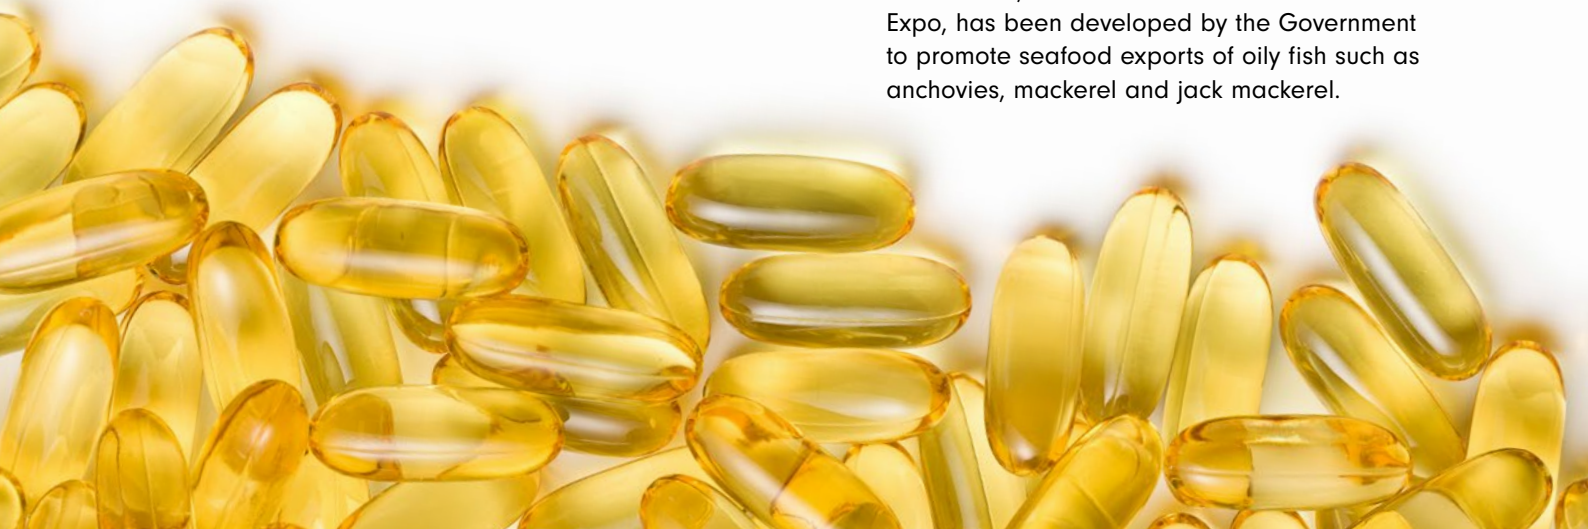 Expo, has been developed by the Government
to promote seafood exports of oily fish such as
anchovies, mackerel and jack mackerel.